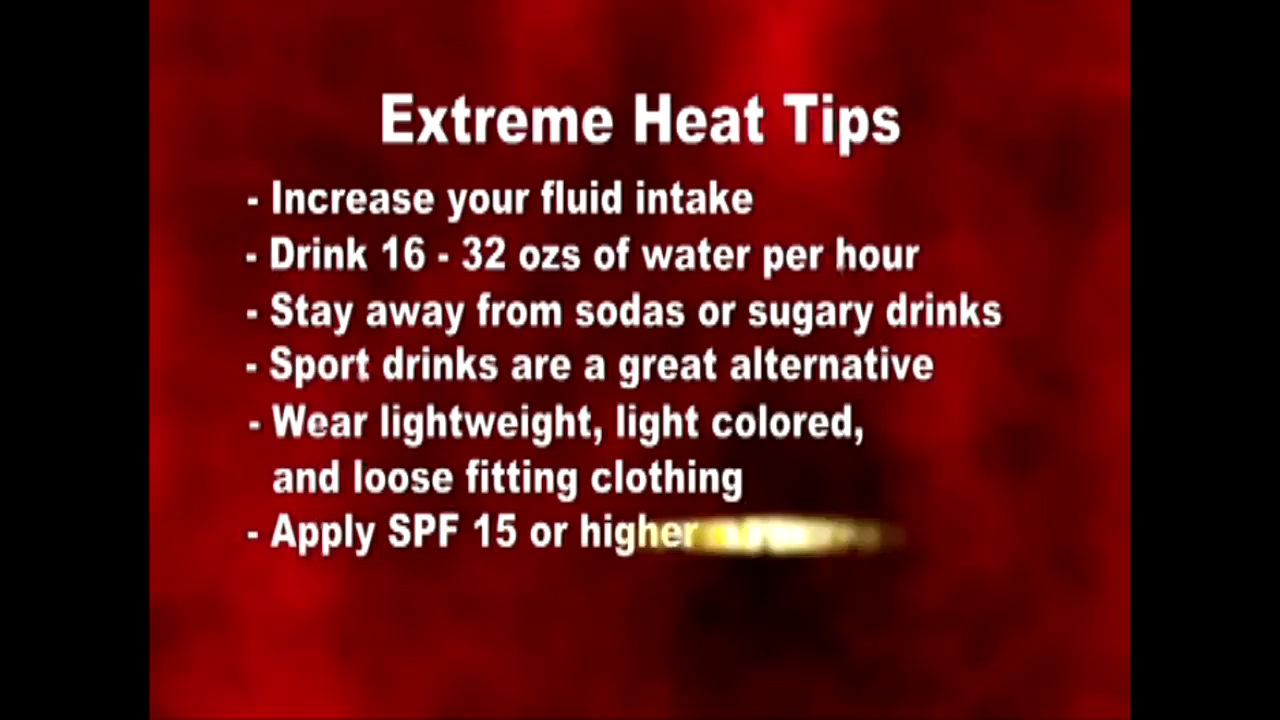 Extreme Heat Tips
- Increase your fluid intake
- Drink 16 - 32 ozs of water per hour
- Stay away from sodas or sugary drinks
- Sport drinks are a great alternative
- Wear lightweight, light colored,
and loose fitting clothing
- Apply SPF 15 or higher